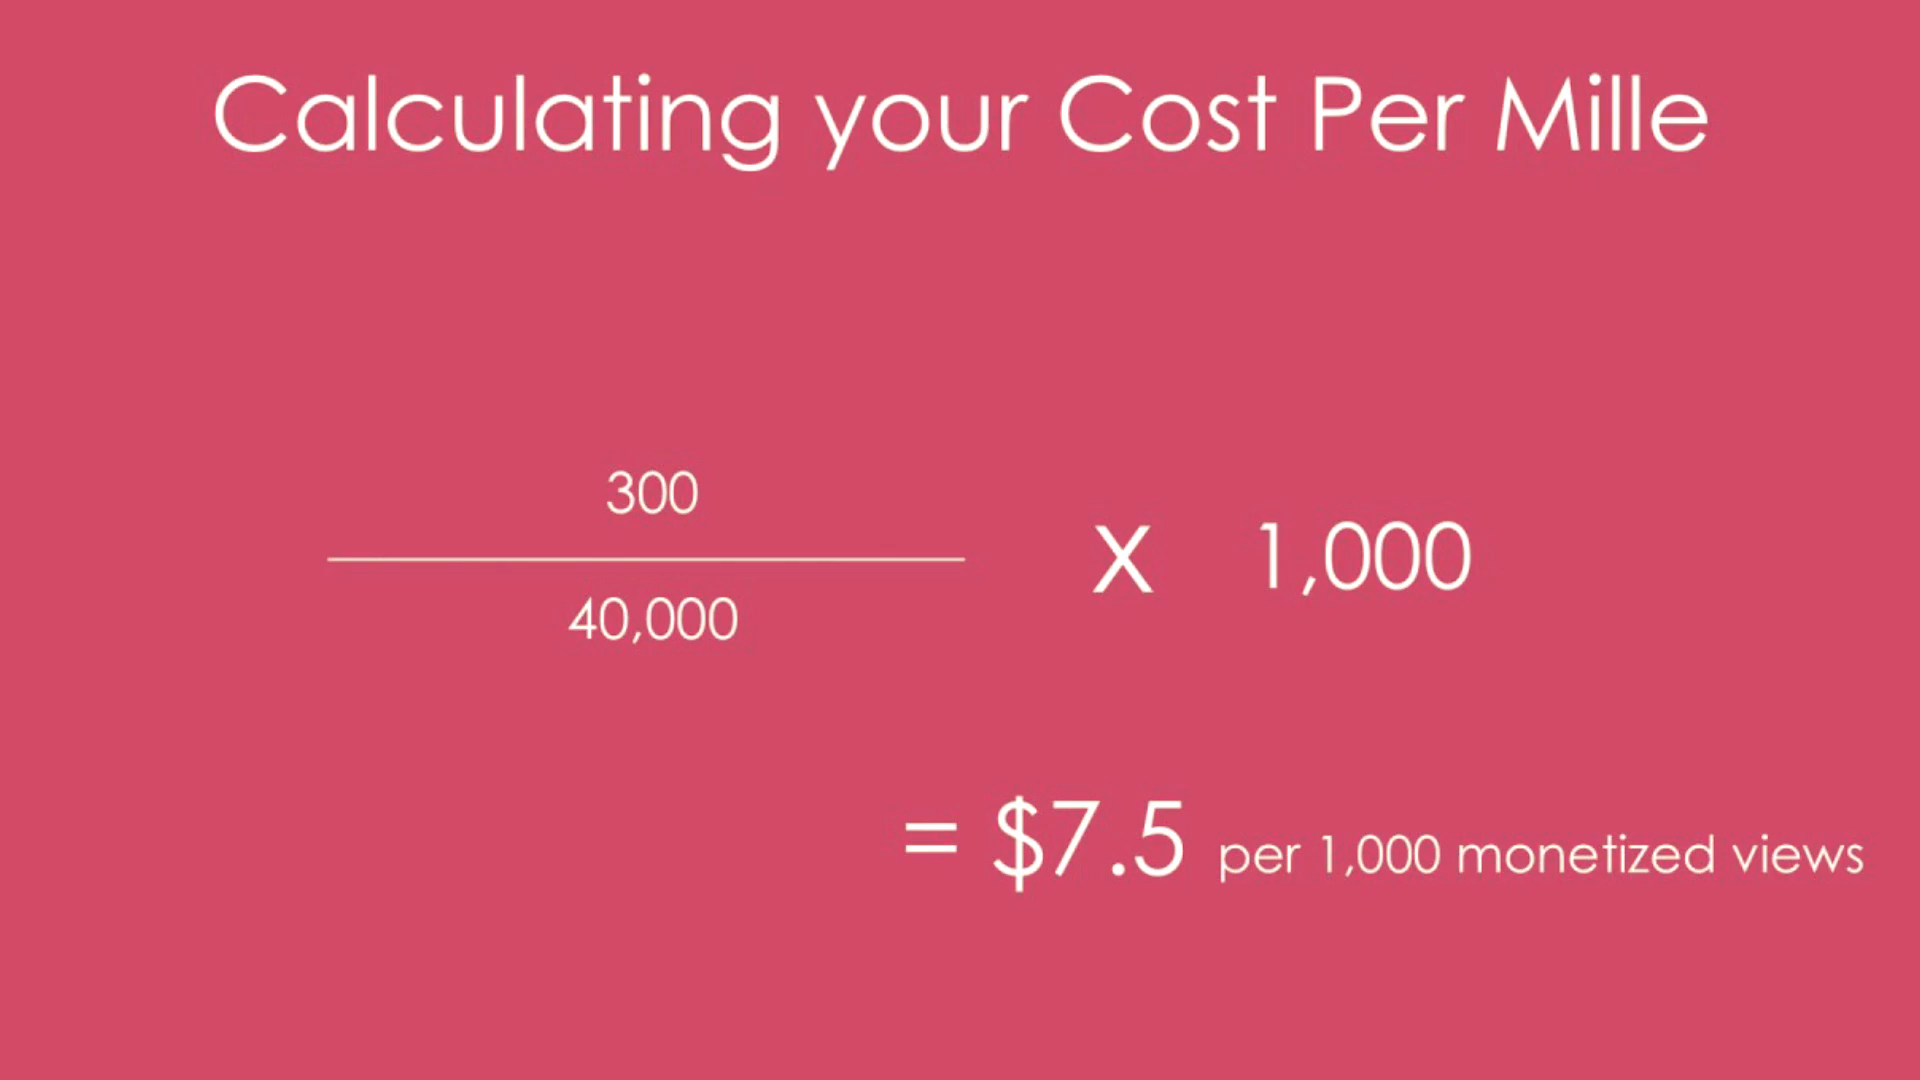 Calculating your Cost Per Mille
300
40,000
X 1,000
= $7.5 per 1,000 monetized views